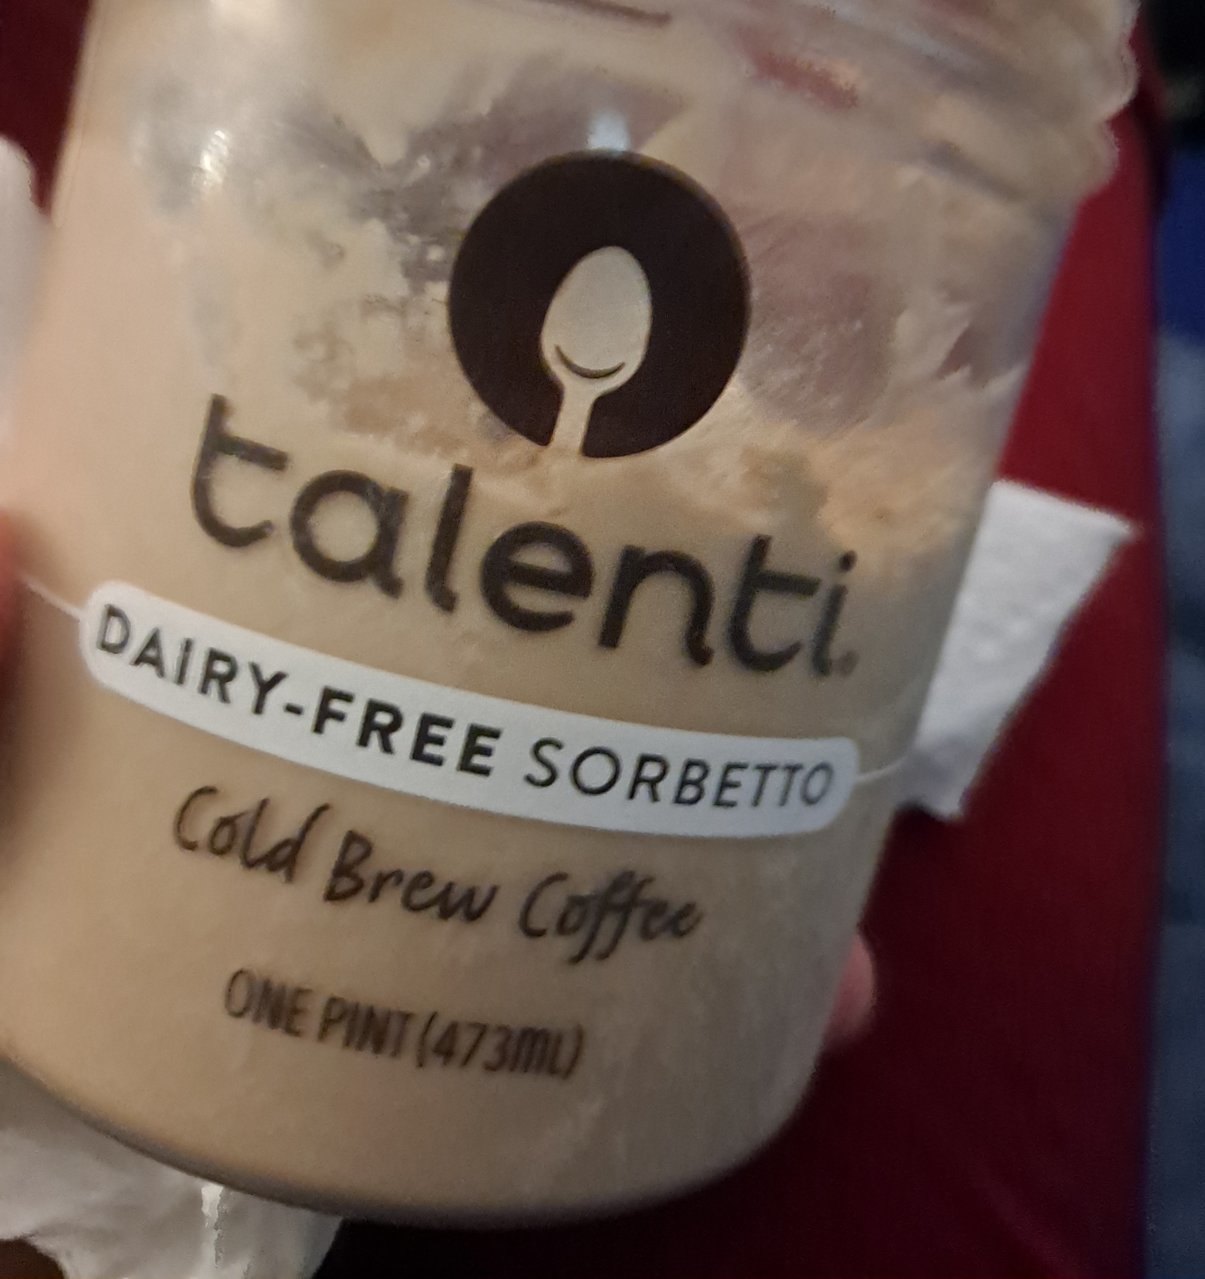 talenti
DAIRY-FREE SORBETTO
Cold Brew Coffee
ONE PINT (473mL)